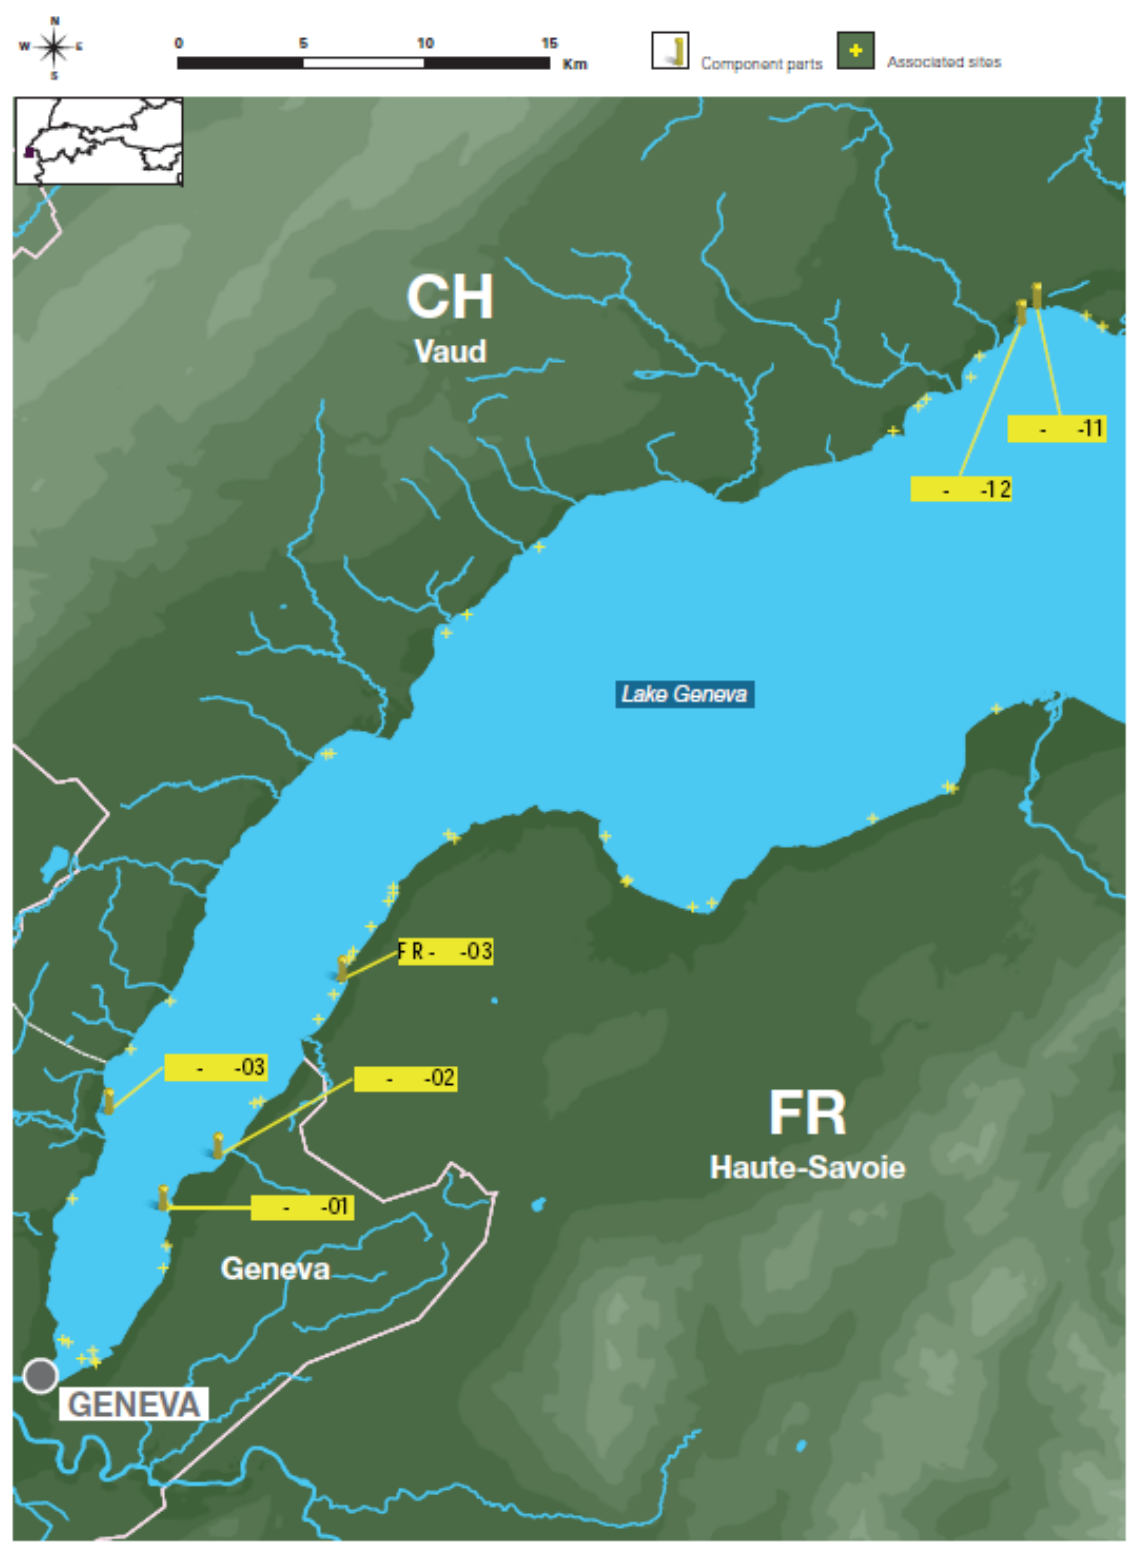 N
W E
S
0 5 10 15 Km
Component parts
Associated sites
CH
Vaud
- -11
- -12
Lake Geneva
FR- -03
- -03
- -02
FR
Haute-Savoie
- -01
Geneva
GENEVA